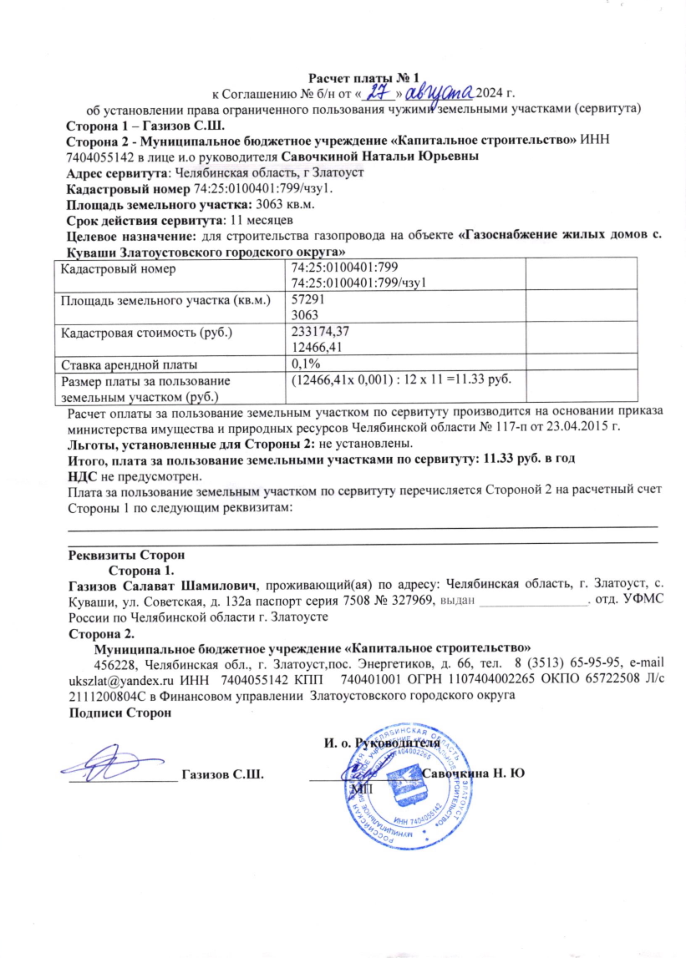 Расчет платы № 1
к Соглашению № б/н от « 27 » августа 2024 г.
об установлении права ограниченного пользования чужими земельными участками (сервитута)
Сторона 1 – Газизов С.Ш.
Сторона 2 - Муниципальное бюджетное учреждение «Капитальное строительство» ИНН
7404055142 в лице и.о руководителя Савочкиной Натальи Юрьевны
Адрес сервитута: Челябинская область, г Златоуст
Кадастровый номер 74:25:0100401:799/чзу1.
Площадь земельного участка: 3063 кв.м.
Срок действия сервитута: 11 месяцев
Целевое назначение: для строительства газопровода на объекте «Газоснабжение жилых домов с.
Куваши Златоустовского городского округа»
Кадастровый номер 74:25:0100401:799
74:25:0100401:799/чзу1
Площадь земельного участка (кв.м.) 57291
3063
Кадастровая стоимость (руб.) 233174,37
12466,41
Ставка арендной платы 0,1%
Размер платы за пользование (12466,41х 0,001) : 12 х 11 =11.33 руб.
земельным участком (руб.)
Расчет оплаты за пользование земельным участком по сервитуту производится на основании приказа
министерства имущества и природных ресурсов Челябинской области № 117-п от 23.04.2015 г.
Льготы, установленные для Стороны 2: не установлены.
Итого, плата за пользование земельными участками по сервитуту: 11.33 руб. в год
НДС не предусмотрен.
Плата за пользование земельным участком по сервитуту перечисляется Стороной 2 на расчетный счет
Стороны 1 по следующим реквизитам:
Реквизиты Сторон
Сторона 1.
Газизов Салават Шамилович, проживающий(ая) по адресу: Челябинская область, г. Златоуст, с.
Куваши, ул. Советская, д. 132а паспорт серия 7508 № 327969, выдан ________________. отд. УФМС
России по Челябинской области г. Златоусте
Сторона 2.
Муниципальное бюджетное учреждение «Капитальное строительство»
456228, Челябинская обл., г. Златоуст,пос. Энергетиков, д. 66, тел. 8 (3513) 65-95-95, e-mail
ukszlat@yandex.ru ИНН 7404055142 КПП 740401001 ОГРН 1107404002265 ОКПО 65722508 Л/с
2111200804С в Финансовом управлении Златоустовского городского округа
Подписи Сторон
И. о. Руководителя
Газизов С.Ш. Савочкина Н. Ю
МП
ИНН 7404055142